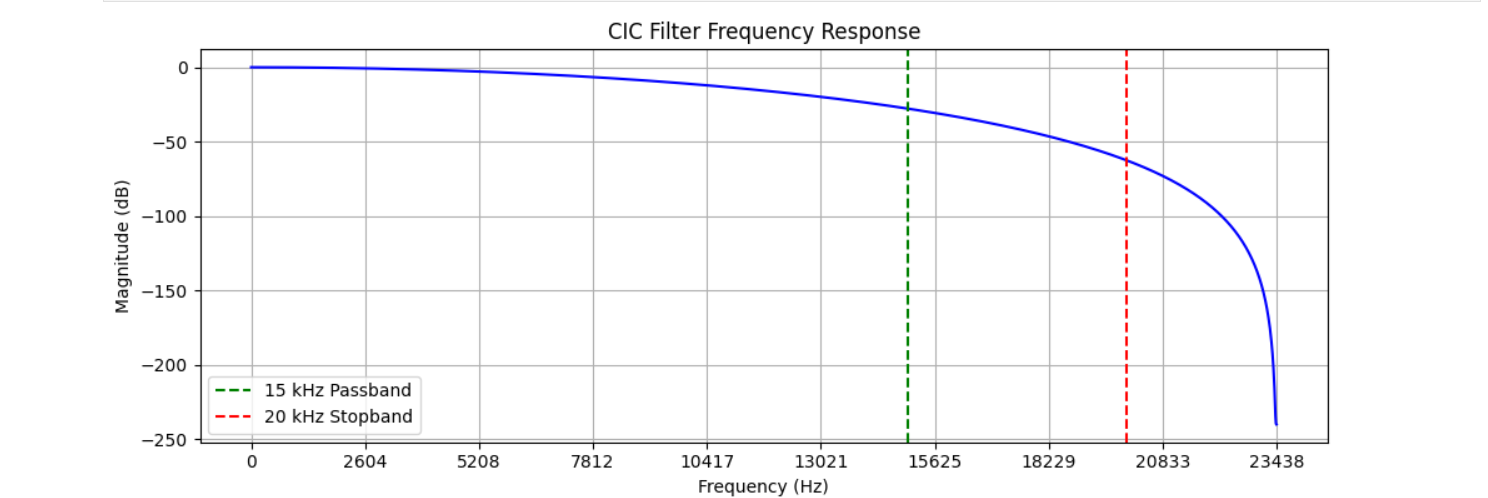 CIC Filter Frequency Response
0
−50
−100
−150
−200
−250
Magnitude (dB)
15 kHz Passband
20 kHz Stopband
0 2604 5208 7812 10417 13021 15625 18229 20833 23438
Frequency (Hz)